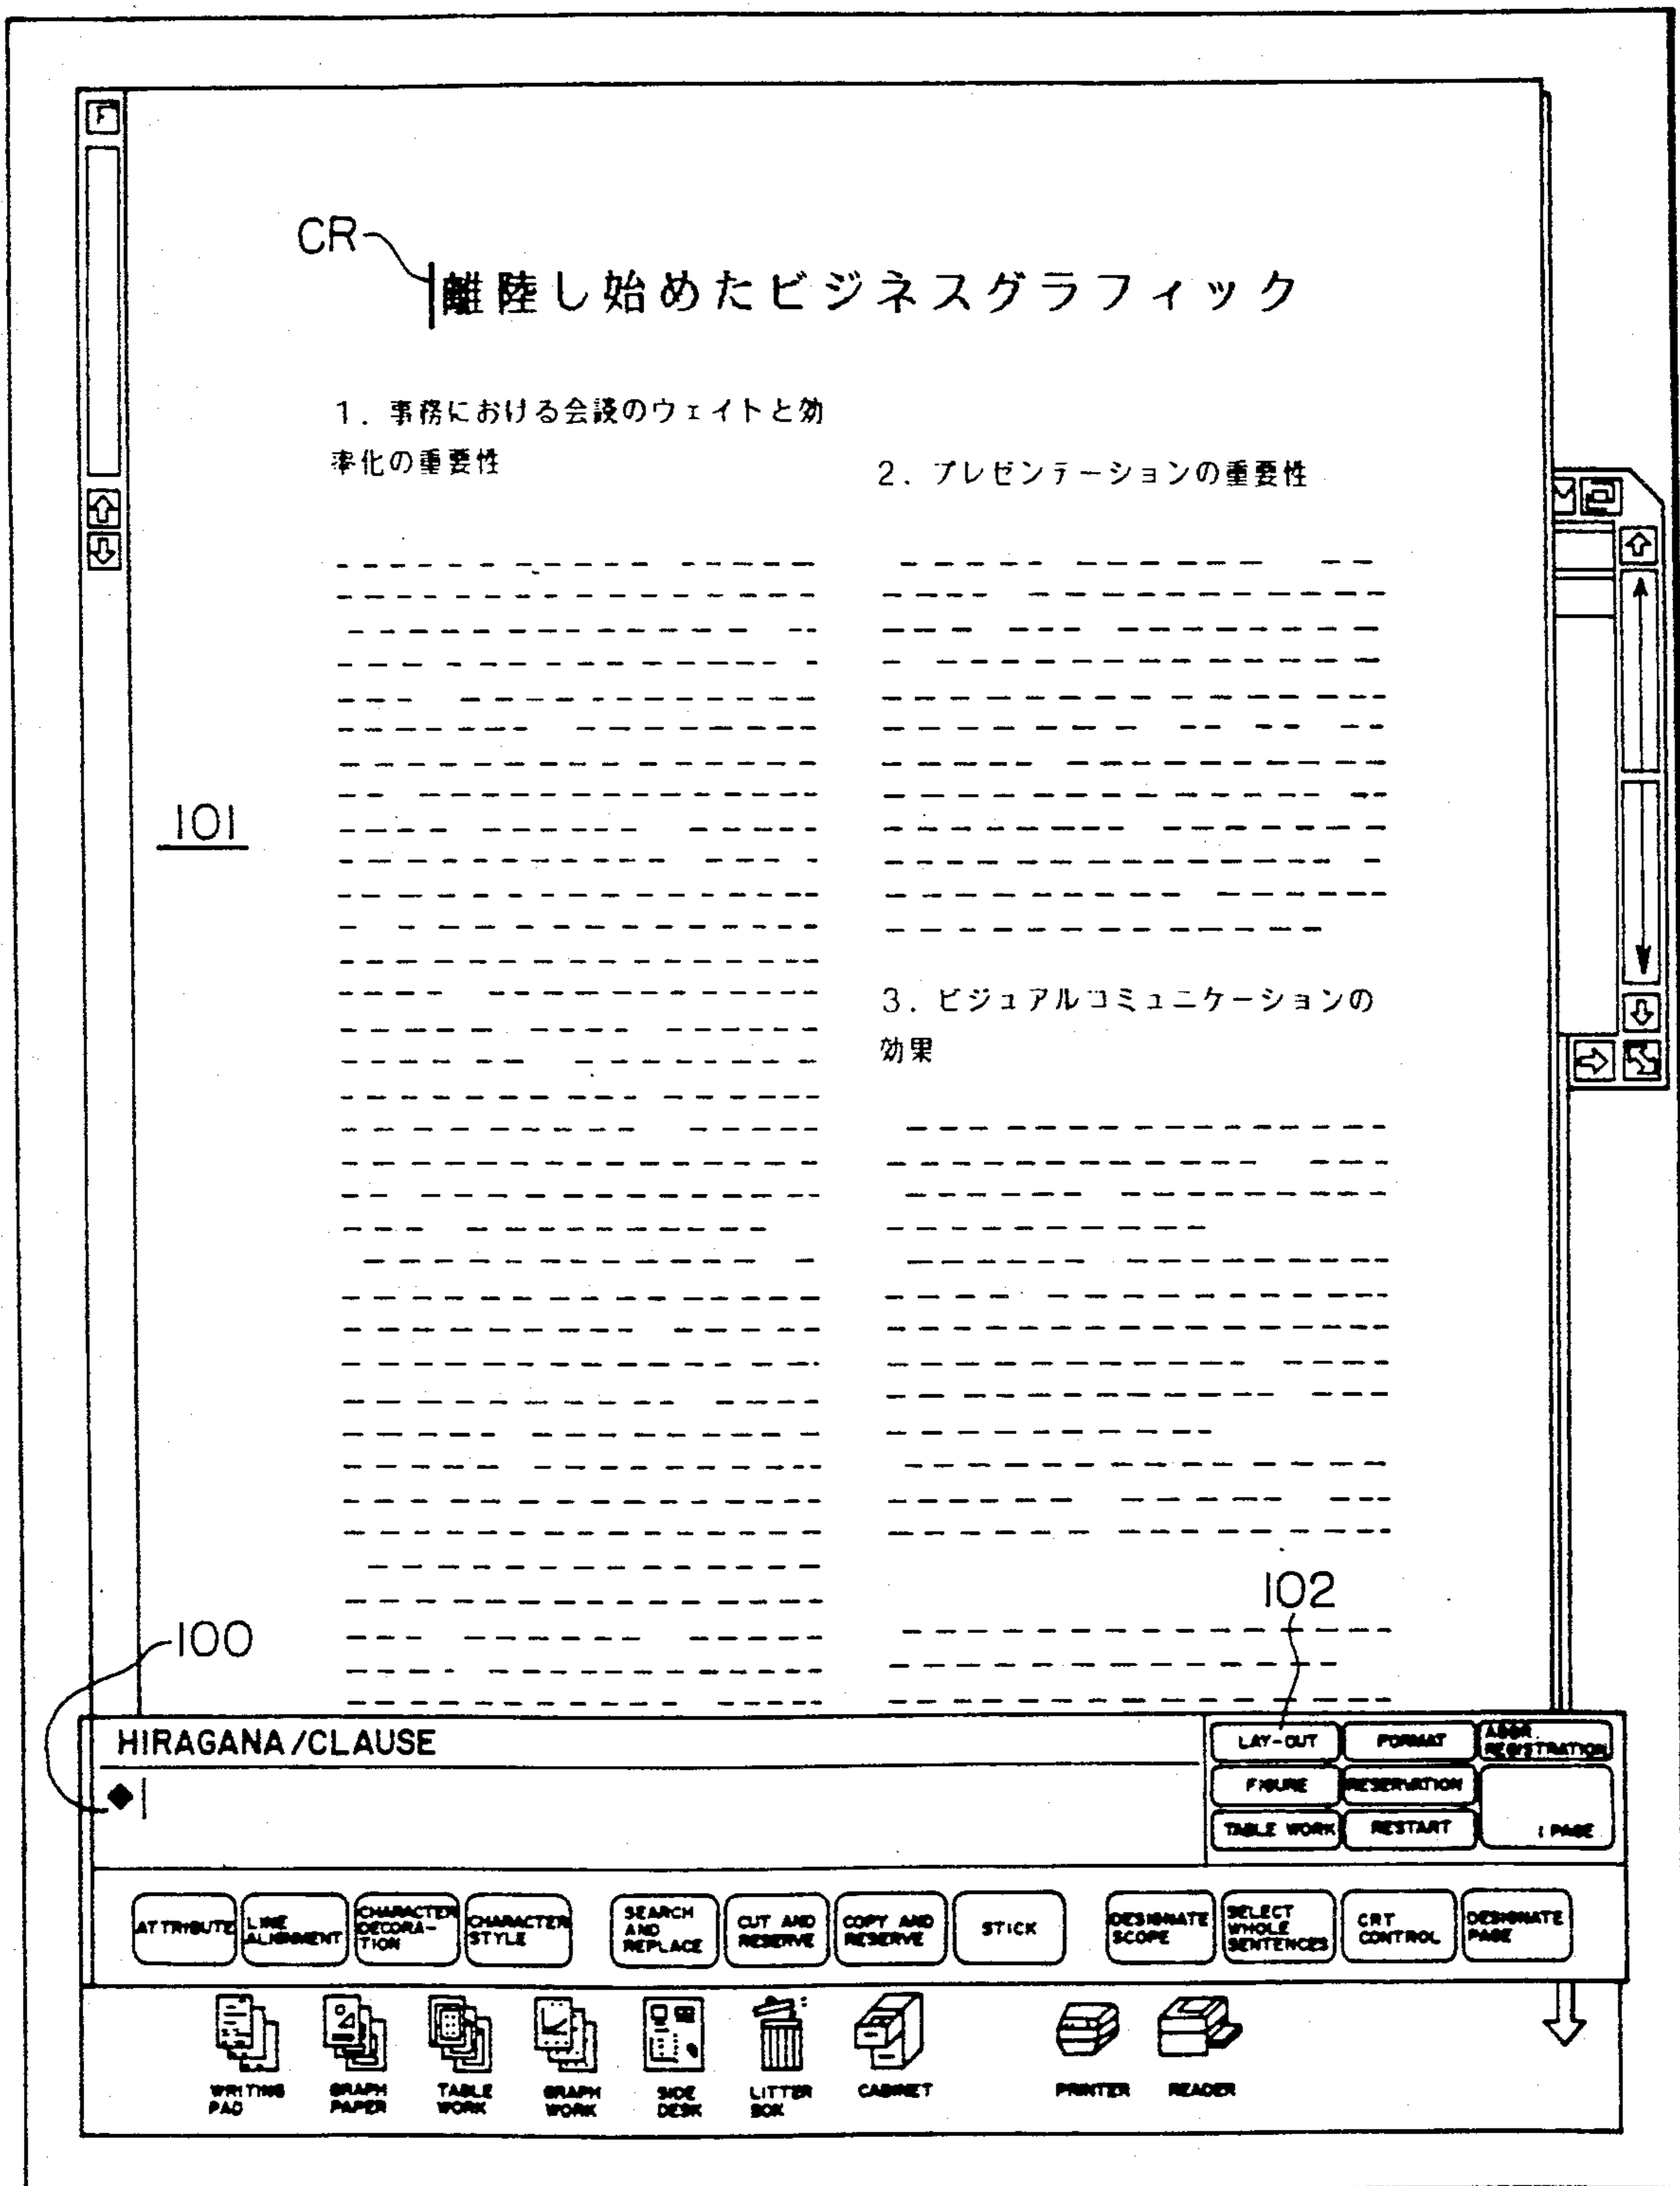 CR
離陸し始めたビジネスグラフィック
1. 事務における会議のウェイトと効
率化の重要性
2. プレゼンテーションの重要性
3. ビジュアルコミュニケーションの
効果
101
102
100
HIRAGANA/CLAUSE
LAY-OUT
FORMAT
ABBR.
REGISTRATION
FIGURE
RESERVATION
TABLE WORK
RESTART
1 PAGE
ATTRIBUTE
LINE
ALIGNMENT
CHARACTER
DECORA-
TION
CHARACTER
STYLE
SEARCH
AND
REPLACE
CUT AND
RESERVE
COPY AND
RESERVE
STICK
DESIGNATE
SCOPE
SELECT
WHOLE
SENTENCES
CRT
CONTROL
DESIGNATE
PAGE
WRITING
PAD
GRAPH
PAPER
TABLE
WORK
GRAPH
WORK
SIDE
DESK
LITTER
BOX
CABINET
PRINTER
READER